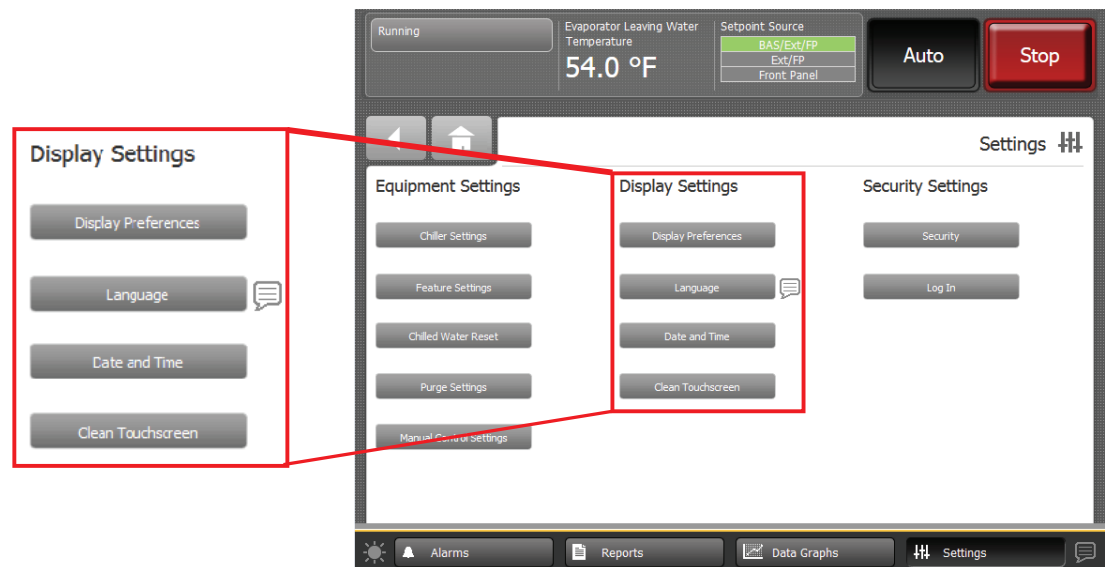 Display Settings
Display Preferences
Language
Date and Time
Clean Touchscreen
Running
Evaporator Leaving Water
Temperature
54.0 °F
Setpoint Source
BAS/Ext/FP
Ext/FP
Front Panel
Auto
Stop
Settings
Equipment Settings
Chiller Settings
Feature Settings
Chilled Water Reset
Purge Settings
Manual Control Settings
Display Settings
Display Preferences
Language
Date and Time
Clean Touchscreen
Security Settings
Security
Log In
Alarms
Reports
Data Graphs
Settings